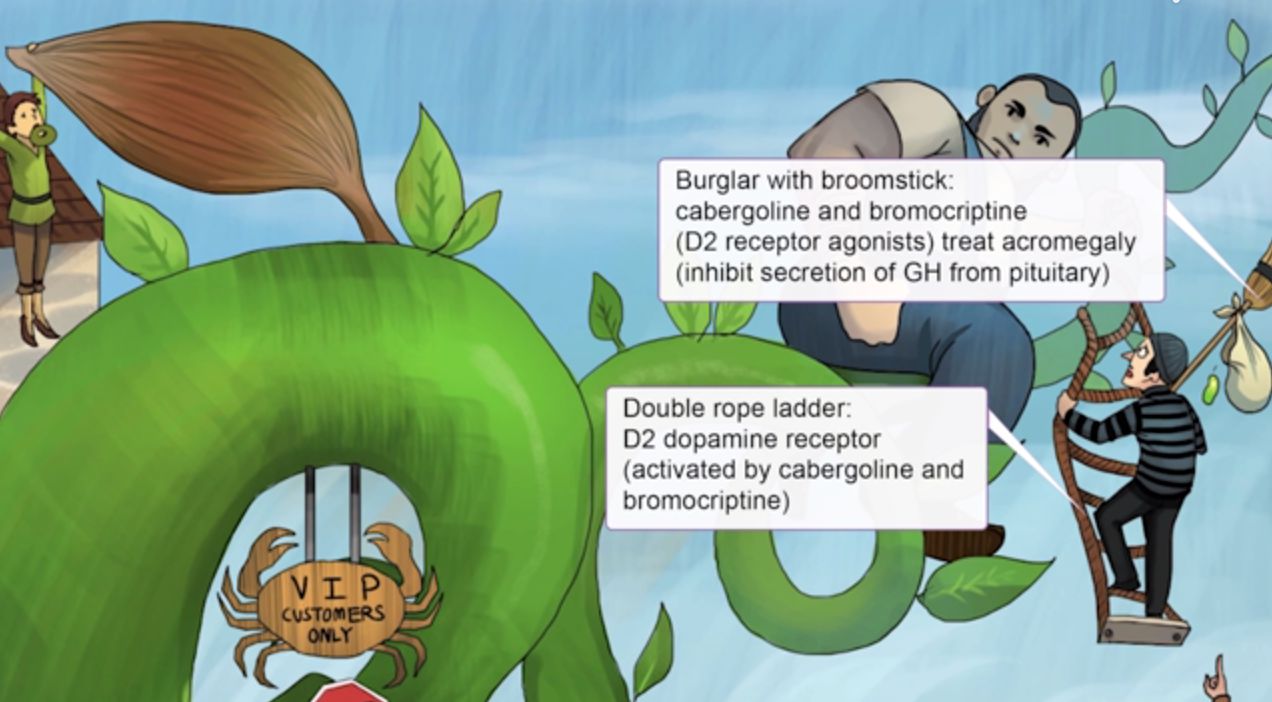 Burglar with broomstick:
cabergoline and bromocriptine
(D2 receptor agonists) treat acromegaly
(inhibit secretion of GH from pituitary)
Double rope ladder:
D2 dopamine receptor
(activated by cabergoline and
bromocriptine)
VIP
CUSTOMERS
ONLY